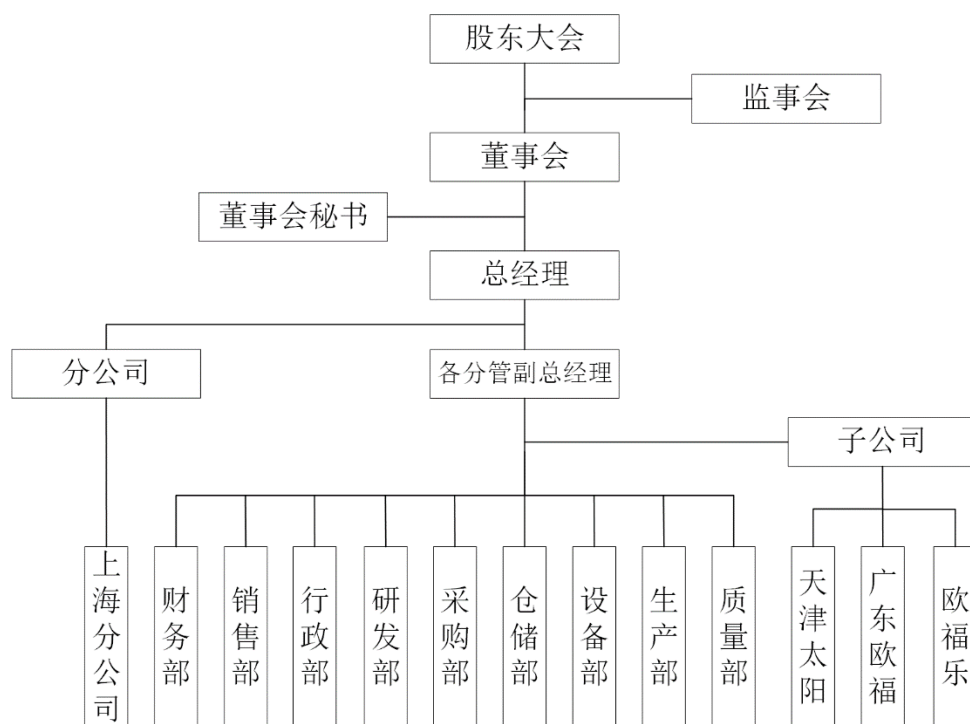 股东大会
监事会
董事会
董事会秘书
总经理
分公司
各分管副总经理
子公司
上海分公司
财务部
销售部
行政部
研发部
采购部
仓储部
设备部
生产部
质量部
天津太阳
广东欧福
欧福乐